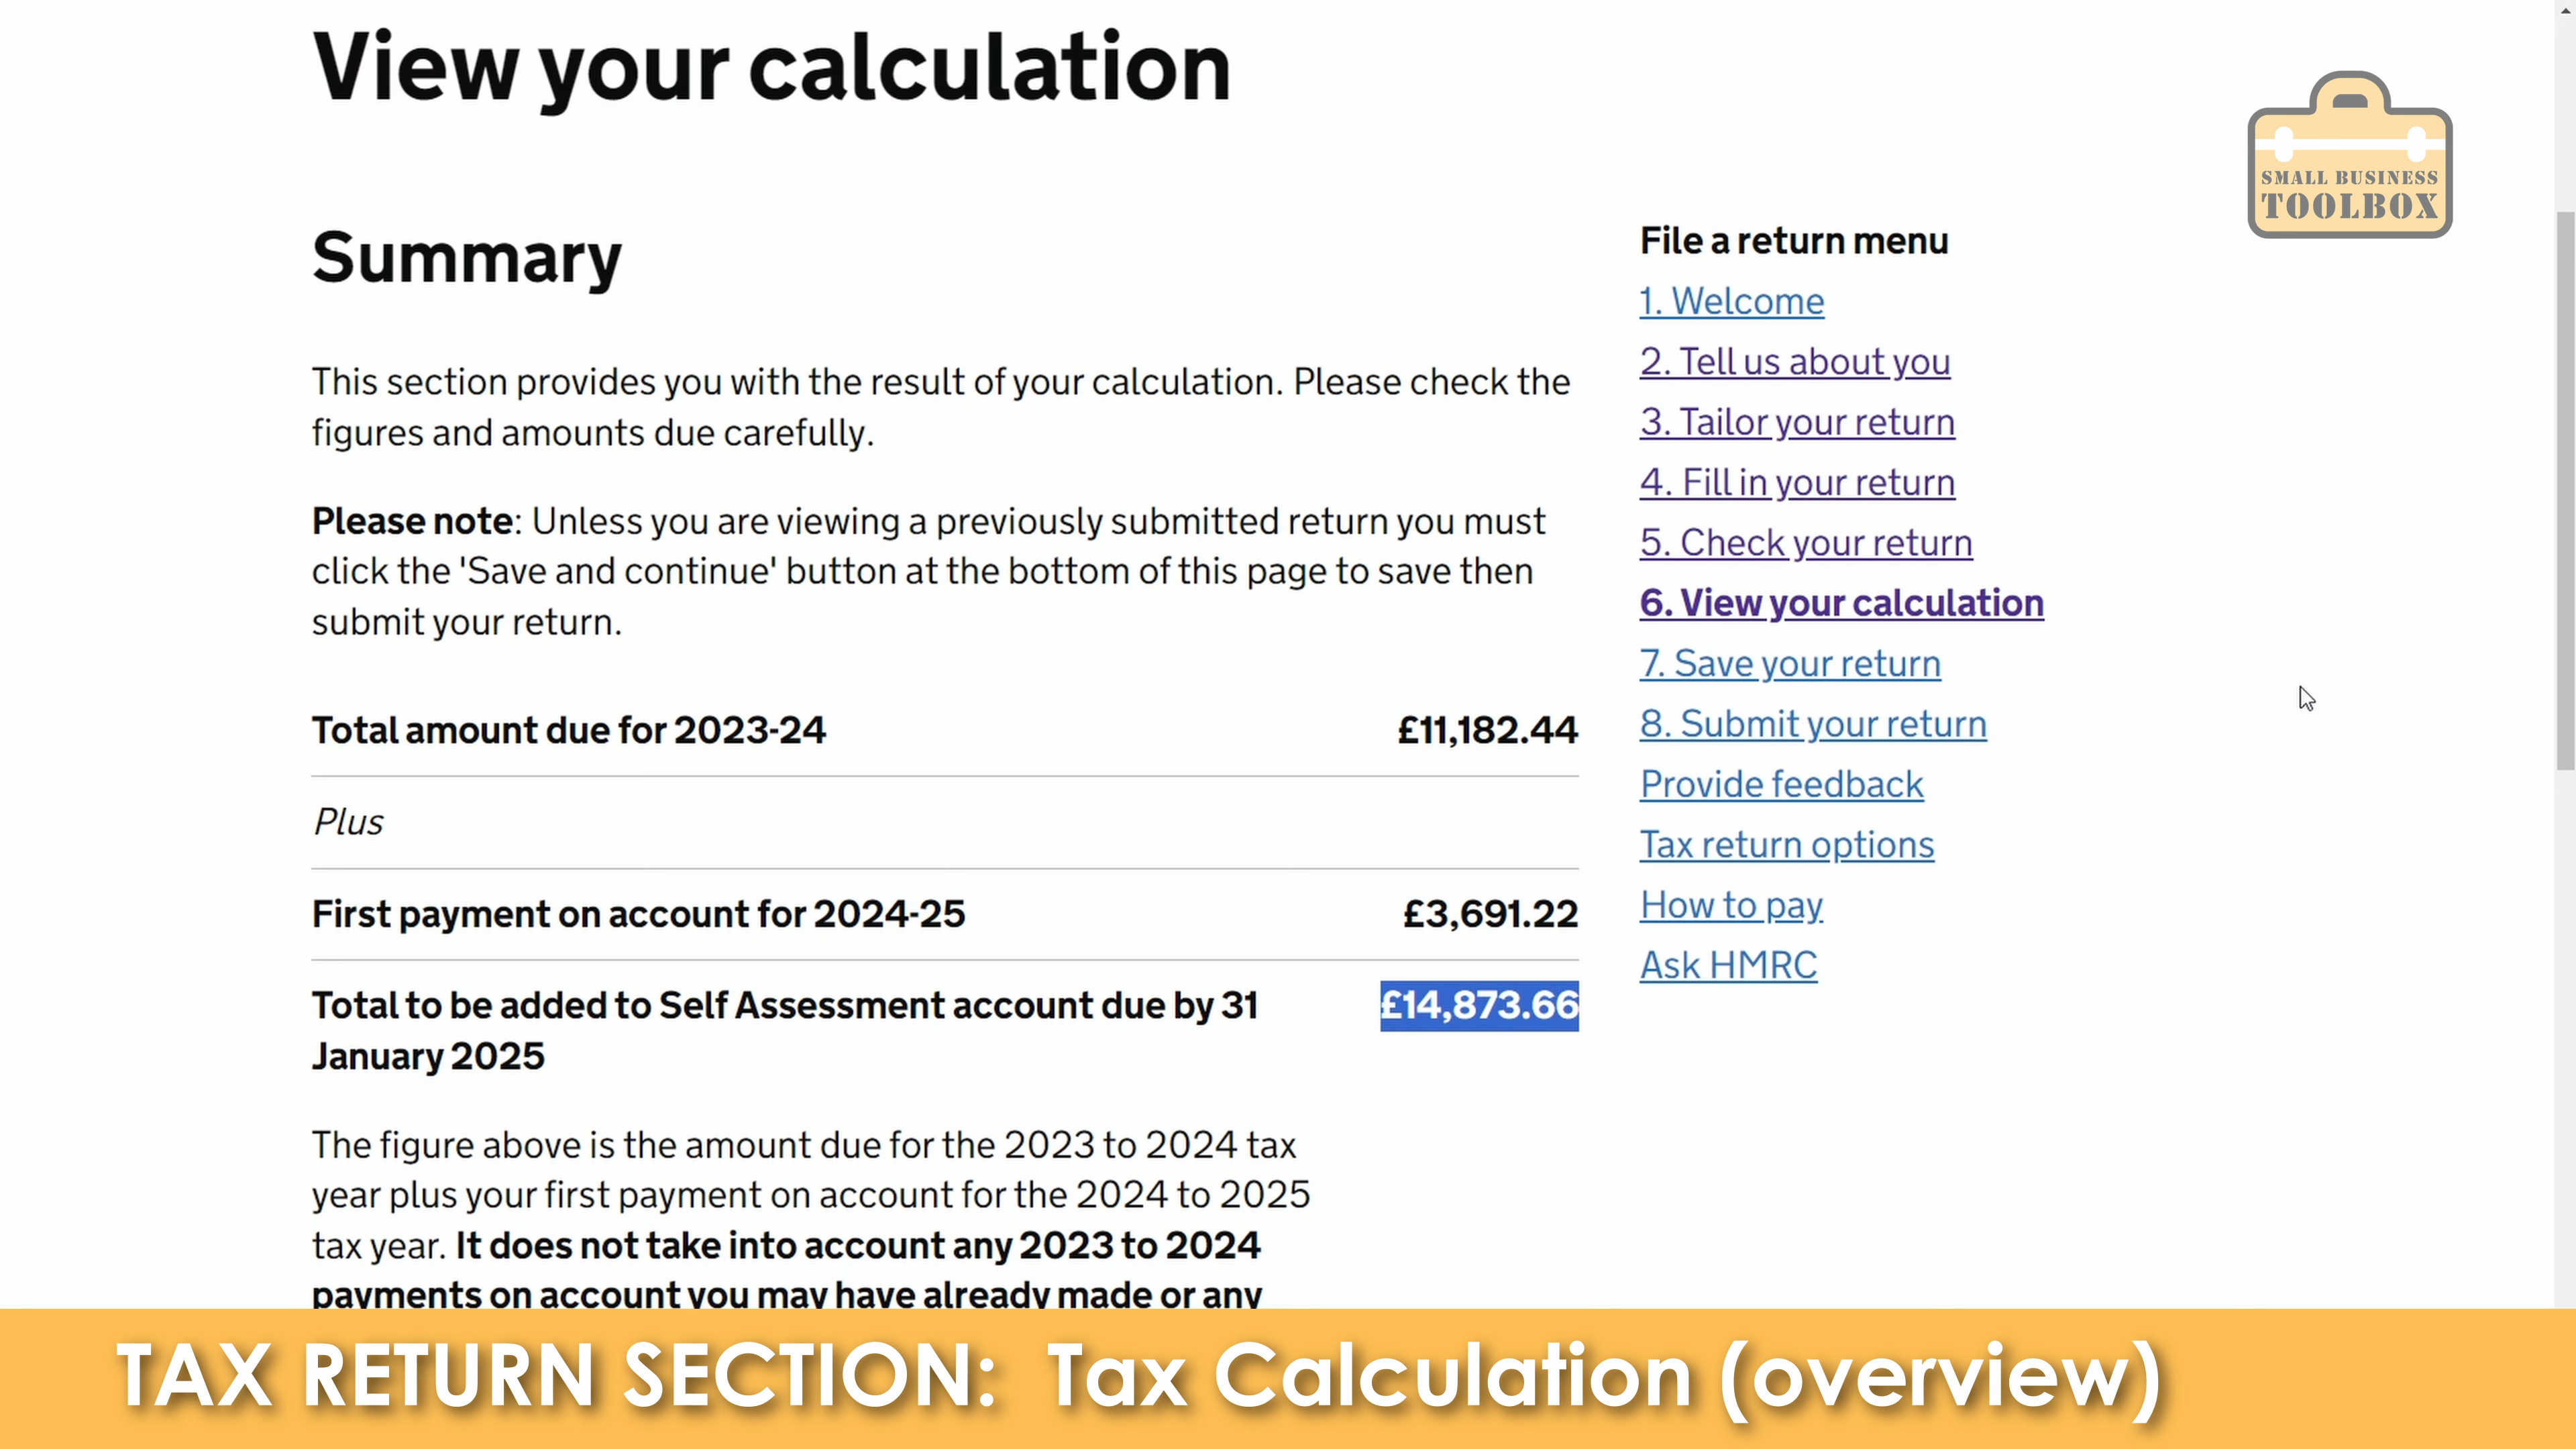 View your calculation
SMALL BUSINESS
TOOLBOX
Summary
This section provides you with the result of your calculation. Please check the
figures and amounts due carefully.
Please note: Unless you are viewing a previously submitted return you must
click the 'Save and continue' button at the bottom of this page to save then
submit your return.
Total amount due for 2023-24 £11,182.44
Plus
First payment on account for 2024-25 £3,691.22
Total to be added to Self Assessment account due by 31 £14,873.66
January 2025
The figure above is the amount due for the 2023 to 2024 tax
year plus your first payment on account for the 2024 to 2025
tax year. It does not take into account any 2023 to 2024
payments on account you may have already made or any
File a return menu
1. Welcome
2. Tell us about you
3. Tailor your return
4. Fill in your return
5. Check your return
6. View your calculation
7. Save your return
8. Submit your return
Provide feedback
Tax return options
How to pay
Ask HMRC
TAX RETURN SECTION: Tax Calculation (overview)